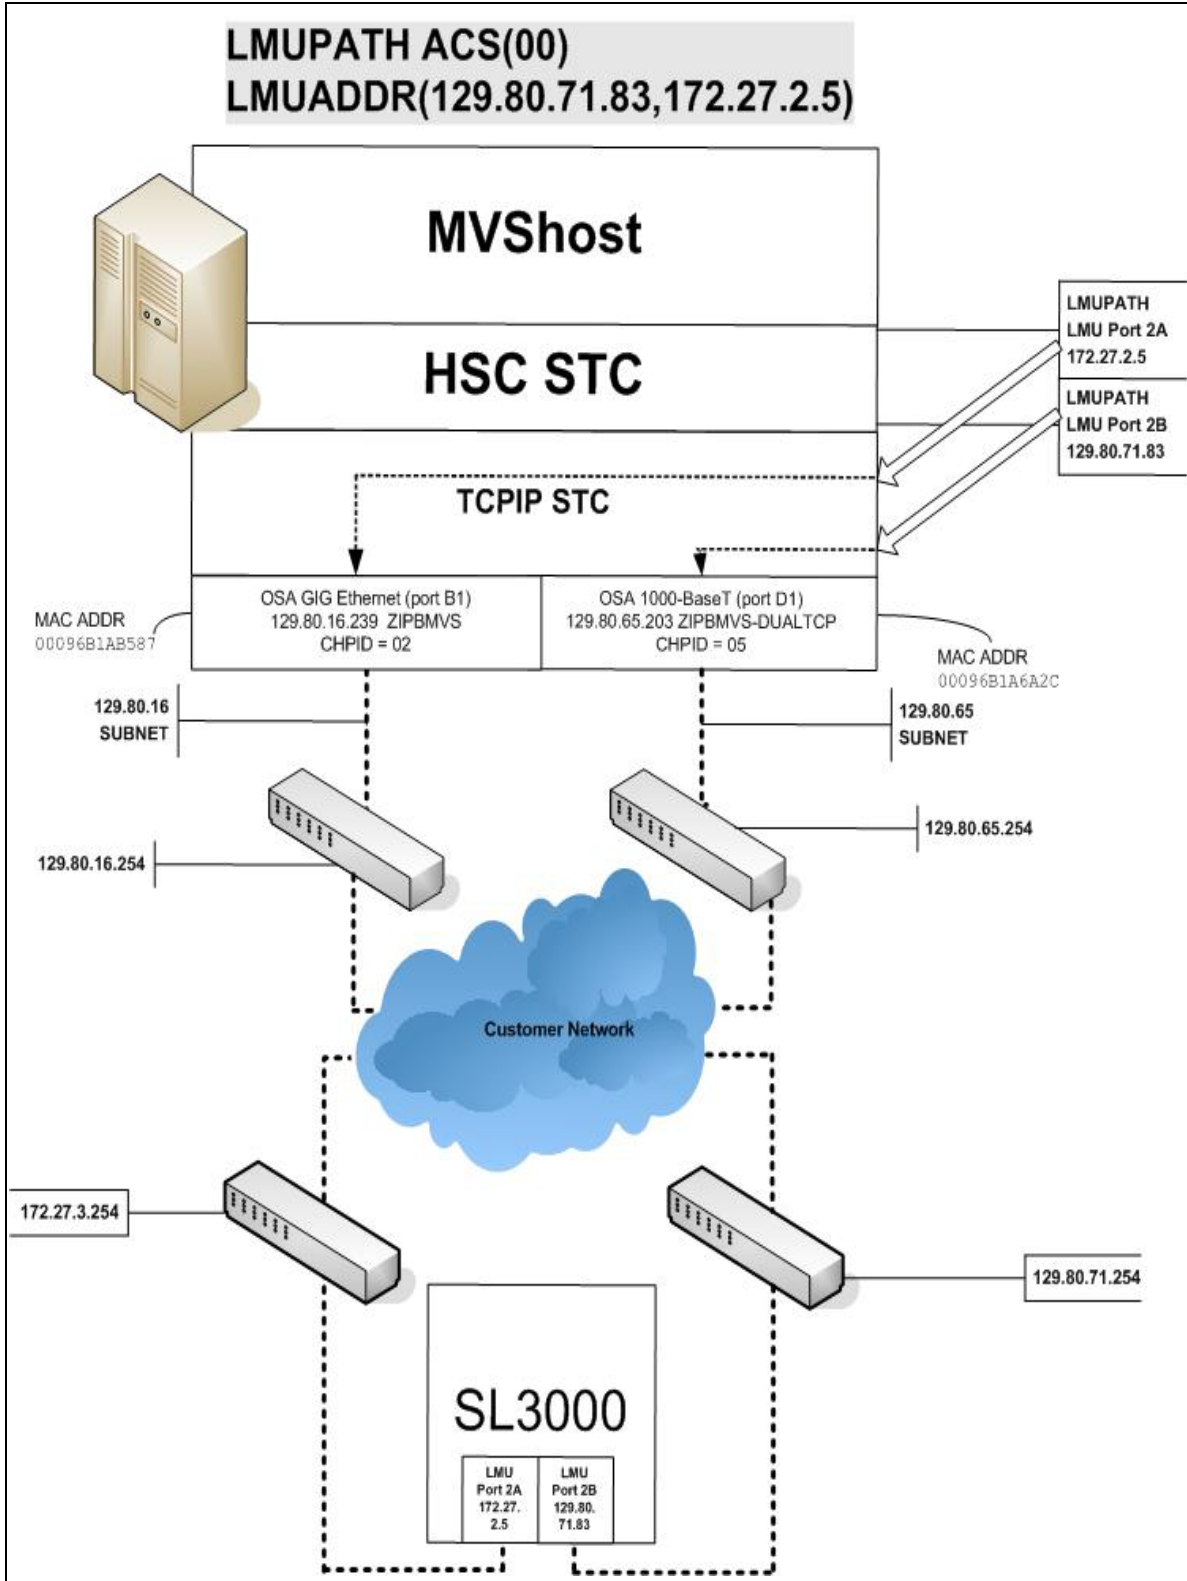 LMUPATH ACS(00)
LMUADDR(129.80.71.83,172.27.2.5)
MVShost
HSC STC
LMUPATH
LMU Port 2A
172.27.2.5
LMUPATH
LMU Port 2B
129.80.71.83
TCPIP STC
OSA GIG Ethernet (port B1)
129.80.16.239 ZIPBMVS
CHPID = 02
OSA 1000-BaseT (port D1)
129.80.65.203 ZIPBMVS-DUALTCP
CHPID = 05
MAC ADDR
00096B1AB587
MAC ADDR
00096B1A6A2C
129.80.16
SUBNET
129.80.65
SUBNET
129.80.16.254
129.80.65.254
Customer Network
172.27.3.254
129.80.71.254
SL3000
LMU
Port 2A
172.27.
2.5
LMU
Port 2B
129.80.
71.83